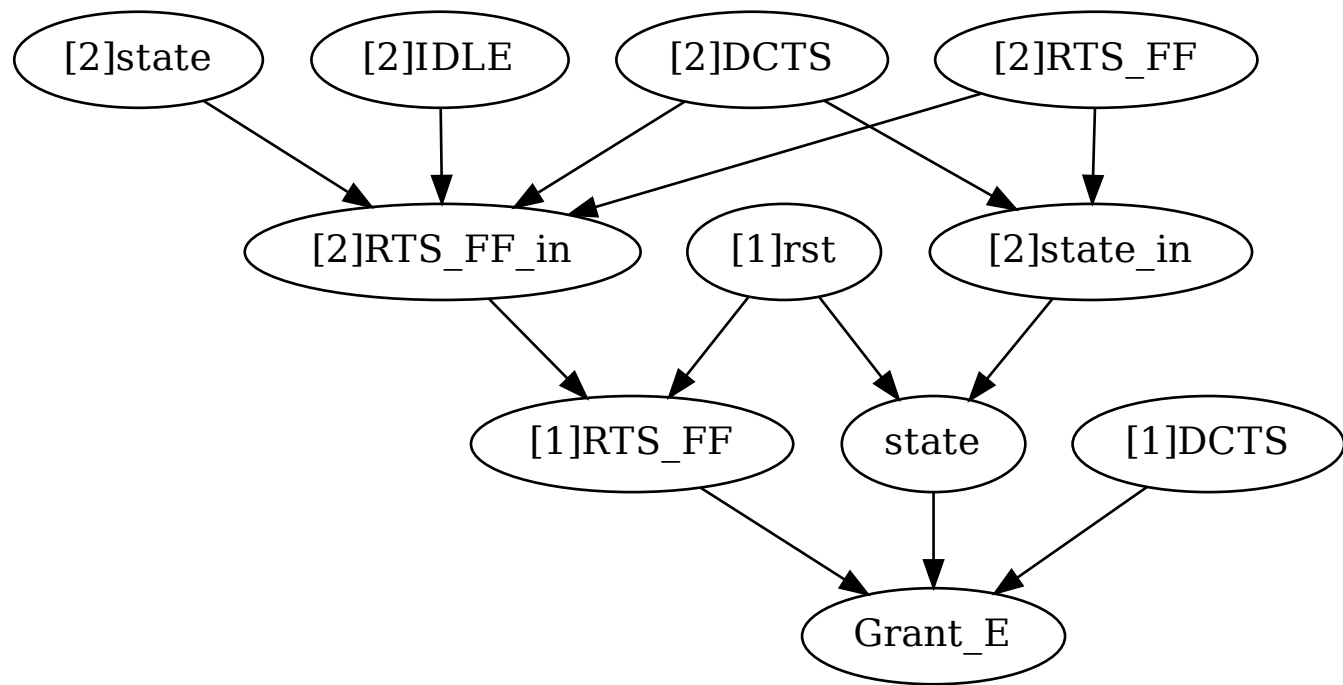 [2]state
[2]IDLE
[2]DCTS
[2]RTS_FF
[2]RTS_FF_in
[1]rst
[2]state_in
[1]RTS_FF
state
[1]DCTS
Grant_E